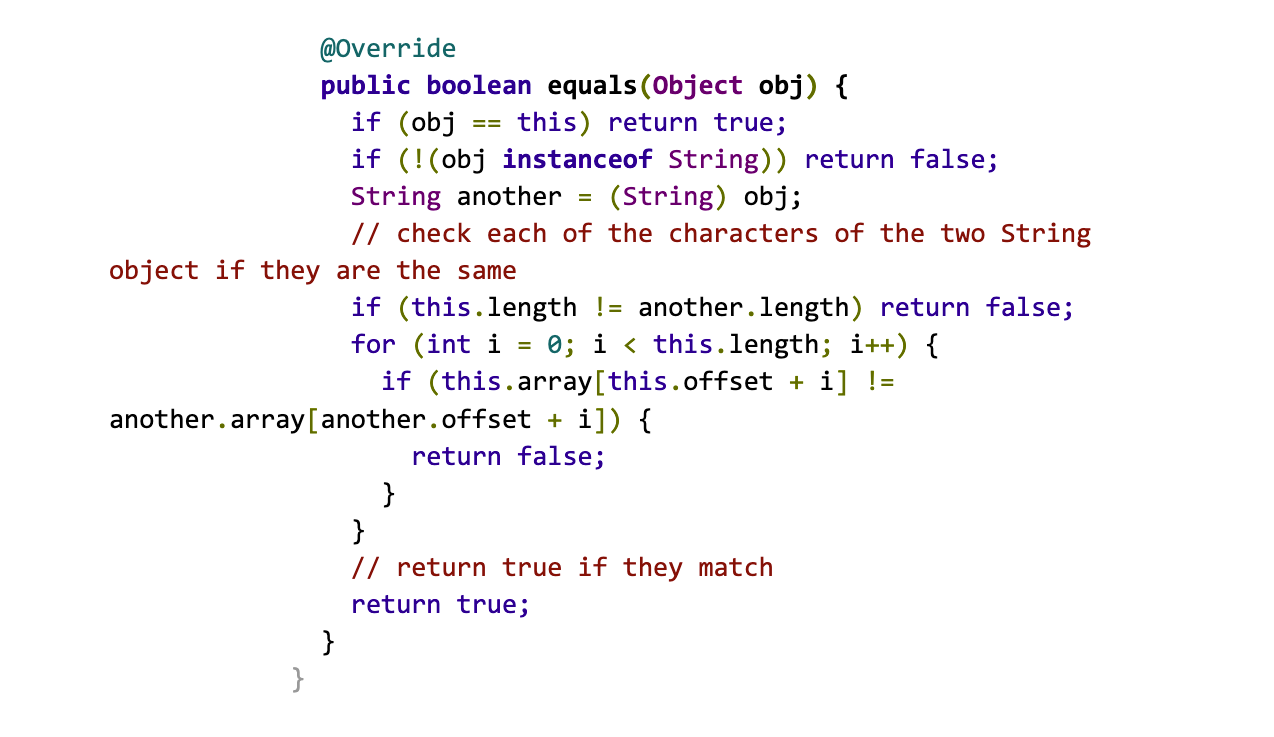 @Override
public boolean equals(Object obj) {
if (obj == this) return true;
if (!(obj instanceof String)) return false;
String another = (String) obj;
// check each of the characters of the two String
object if they are the same
if (this.length != another.length) return false;
for (int i = 0; i < this.length; i++) {
if (this.array[this.offset + i] !=
another.array[another.offset + i]) {
return false;
}
}
// return true if they match
return true;
}
}